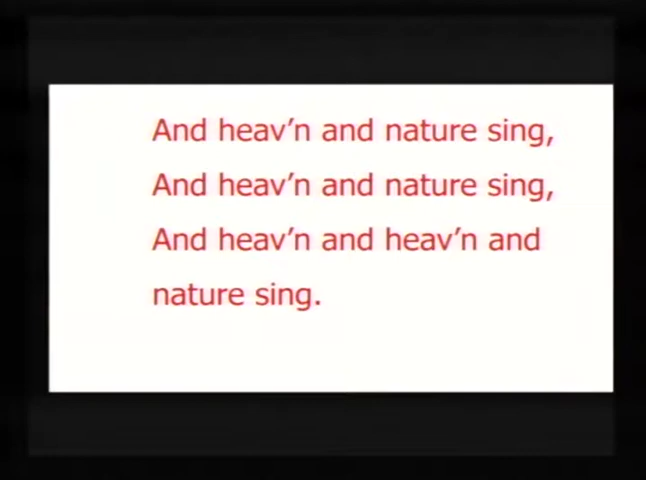 And heav’n and nature sing,
And heav’n and nature sing,
And heav’n and heav’n and
nature sing.